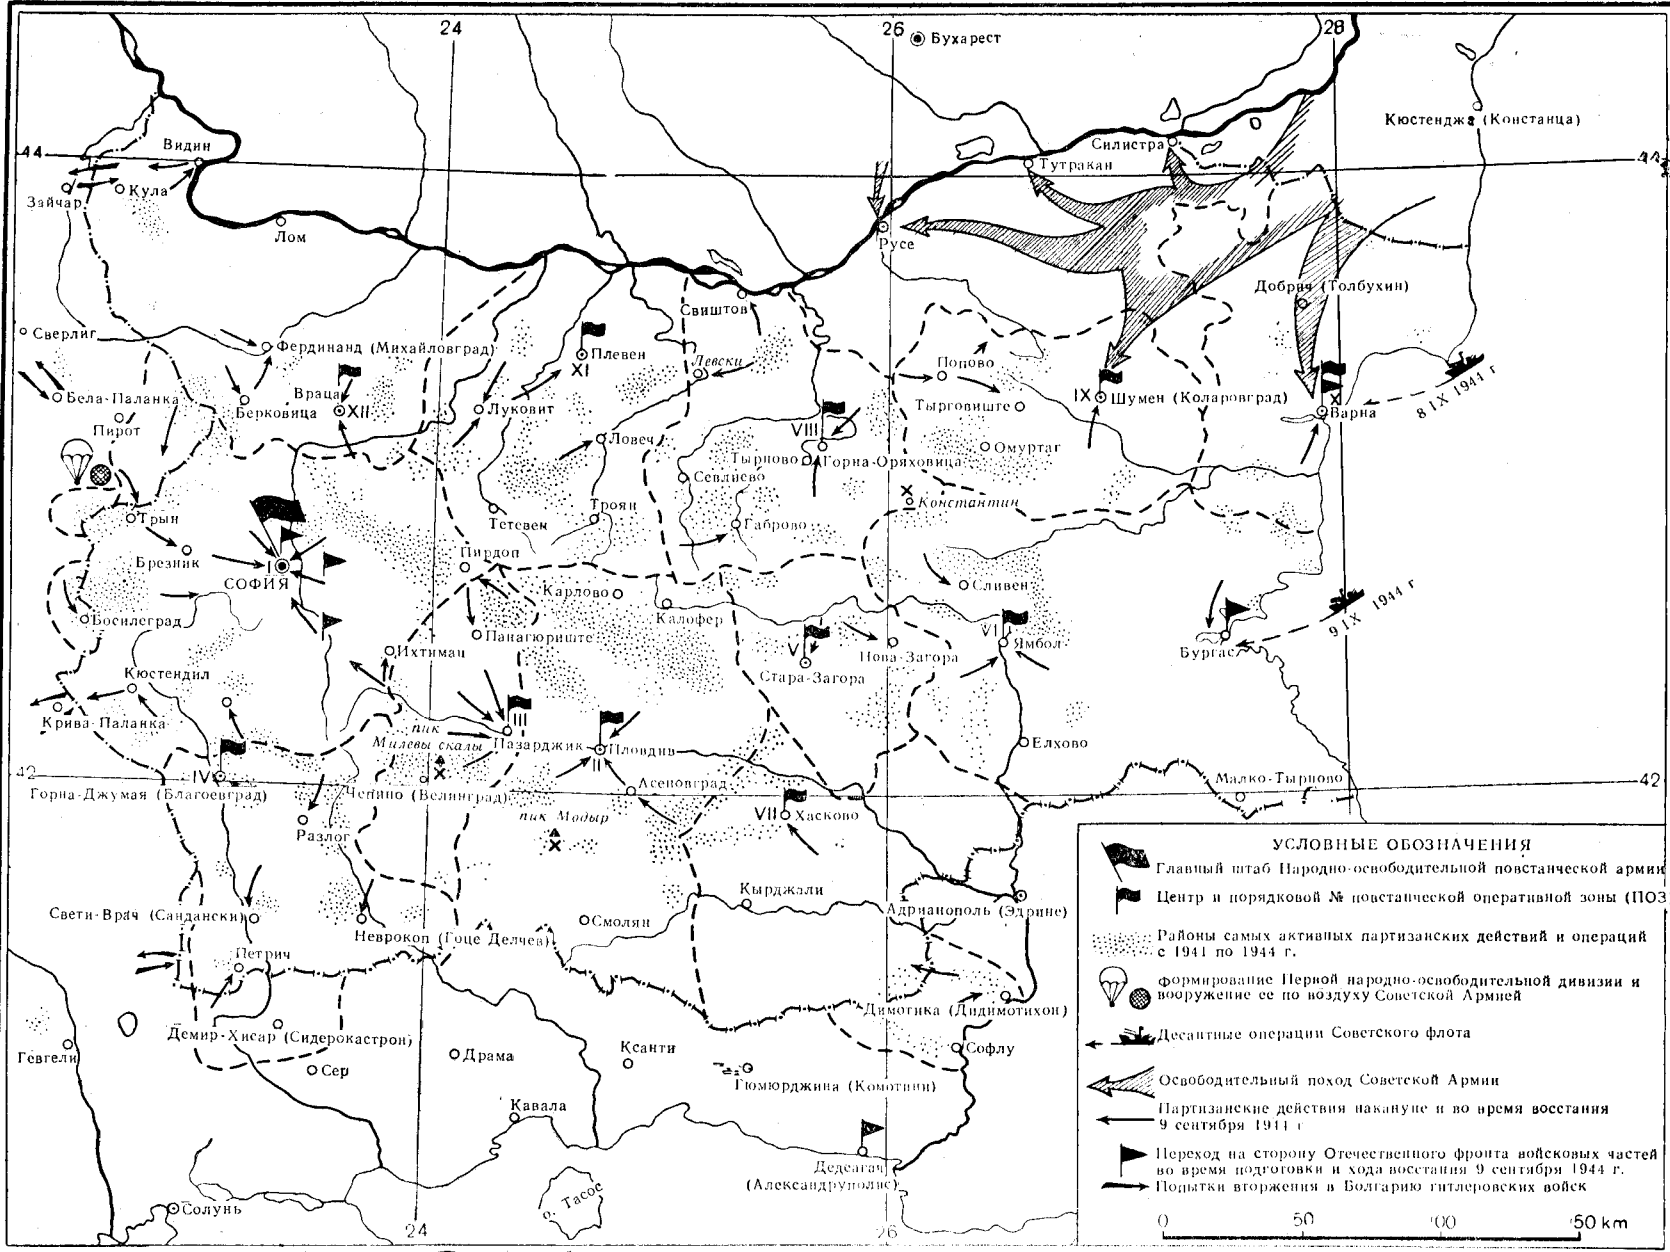 24
26
28
Бухарест
Кюстенджа (Констанца)
44
Видин
Силистра
Тутракан
44
Кула
Зайчар
Лом
Русе
Добрич (Толбухин)
Свиштов
Сверлиг
Фердинанд (Михайловград)
Плевен
XI
Левски
Попово
8 IX 1944 г
Бела-Паланка
Враца
Берковица
XII
Луковит
Тырговиште
IX
Шумен (Коларовград)
X
Варна
Пирот
VIII
Ловеч
Омуртаг
Тырново
Горна-Оряховица
Севлиево
Константин
Трын
Тетевен
Троян
Габрово
Брезник
I
СОФИЯ
Пирдоп
Карлово
Сливен
9 IX 1944 г
Босилеград
Калофер
Панагюриште
VI
Ямбол
Ихтиман
V
Нова-Загора
Бургас
Кюстендил
Стара-Загора
Крива-Паланка
III
пик
Милевы скалы
Пазарджик
Пловдив
II
Елхово
42
IV
Горна-Джумая (Благоевград)
Чепино (Велинград)
Асеновград
Малко-Тырново
42
пик Модыр
VII
Хасково
Разлог
Кырджали
Свети-Врач (Сандански)
Смолян
Адрианополь (Эдрине)
Неврокоп (Гоце Делчев)
Петрич
Димотика (Дидимотихон)
Демир-Хисар (Сидерокастрон)
Гевгели
Драма
Ксанти
Софлу
Сер
Гюмюрджина (Комотини)
Кавала
Дедеагач
(Александруполис)
о. Тасос
Солунь
24
26
УСЛОВНЫЕ ОБОЗНАЧЕНИЯ
Главный штаб Народно-освободительной повстанческой армии
Центр и порядковой № повстанческой оперативной зоны (ПОЗ
Районы самых активных партизанских действий и операций
с 1941 по 1944 г.
формирование Первой народно-освободительной дивизии и
вооружение ее по воздуху Советской Армией
Десантные операции Советского флота
Освободительный поход Советской Армии
Партизанские действия накануне и во время восстания
9 сентября 1944 г
Переход на сторону Отечественного фронта войсковых частей
во время подготовки и хода восстания 9 сентября 1944 г.
Попытки вторжения в Болгарию гитлеровских войск
0
50
00
50 km